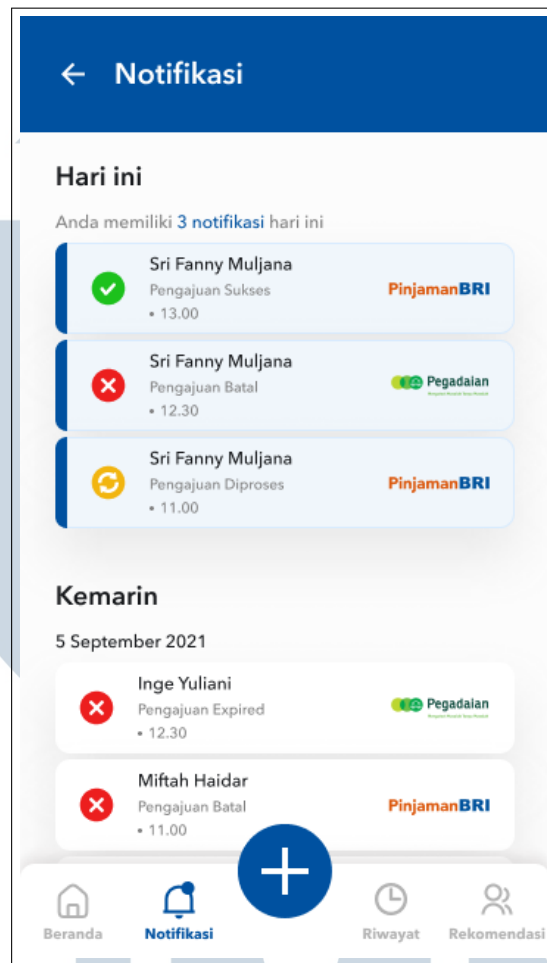 Notifikasi
Hari ini
Anda memiliki 3 notifikasi hari ini
Sri Fanny Muljana
Pengajuan Sukses
• 13.00
PinjamanBRI
Sri Fanny Muljana
Pengajuan Batal
• 12.30
Pegadaian
Sri Fanny Muljana
Pengajuan Diproses
• 11.00
PinjamanBRI
Kemarin
5 September 2021
Inge Yuliani
Pengajuan Expired
• 12.30
Pegadaian
Miftah Haidar
Pengajuan Batal
• 11.00
PinjamanBRI
Beranda
Notifikasi
Riwayat
Rekomendasi